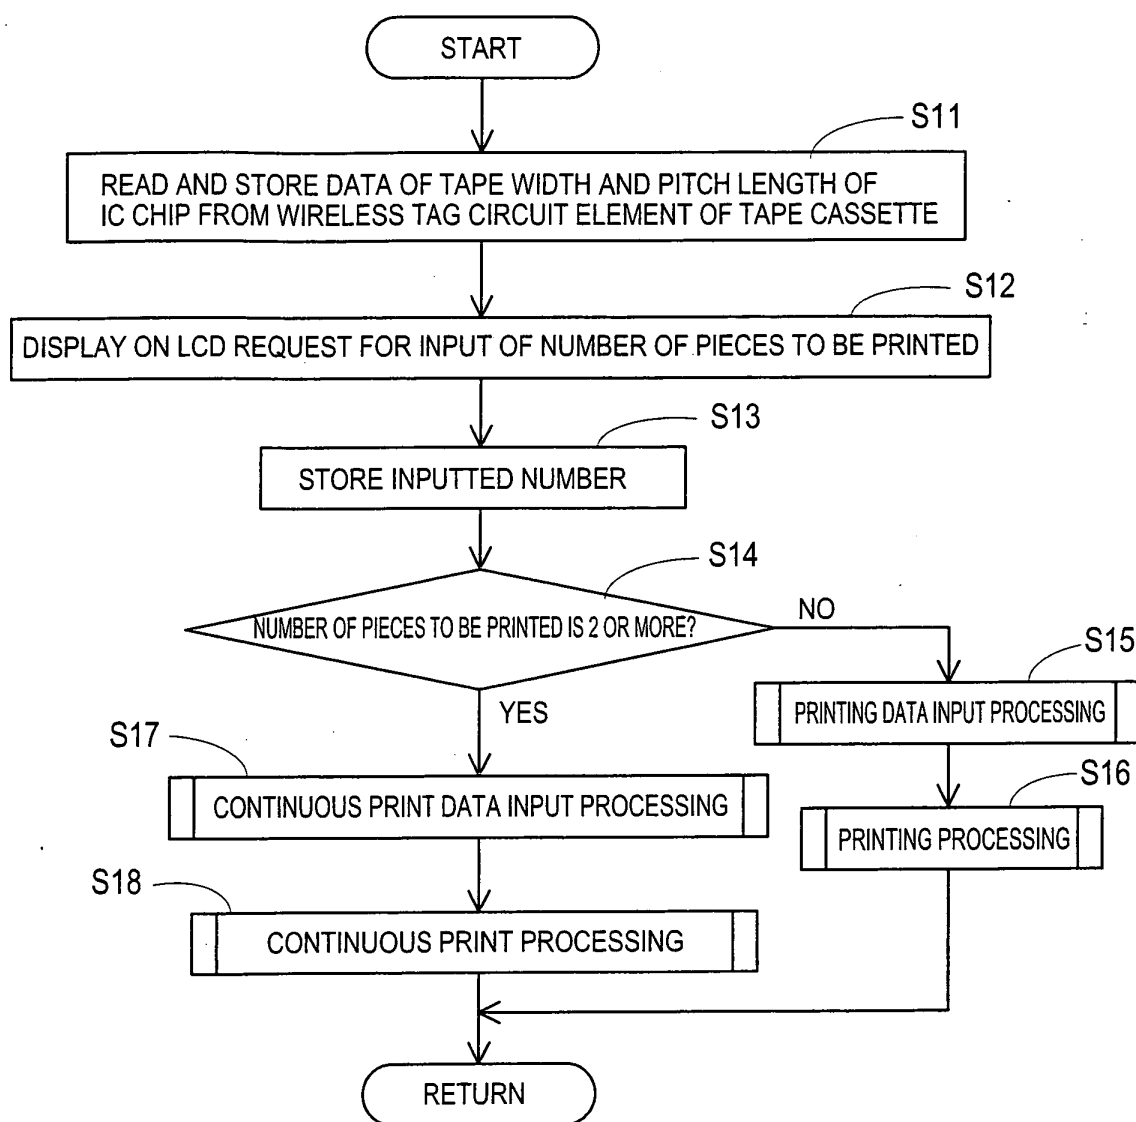 START
S11
READ AND STORE DATA OF TAPE WIDTH AND PITCH LENGTH OF
IC CHIP FROM WIRELESS TAG CIRCUIT ELEMENT OF TAPE CASSETTE
S12
DISPLAY ON LCD REQUEST FOR INPUT OF NUMBER OF PIECES TO BE PRINTED
S13
STORE INPUTTED NUMBER
S14
NUMBER OF PIECES TO BE PRINTED IS 2 OR MORE?
NO
S15
PRINTING DATA INPUT PROCESSING
YES
S17
CONTINUOUS PRINT DATA INPUT PROCESSING
S16
PRINTING PROCESSING
S18
CONTINUOUS PRINT PROCESSING
RETURN